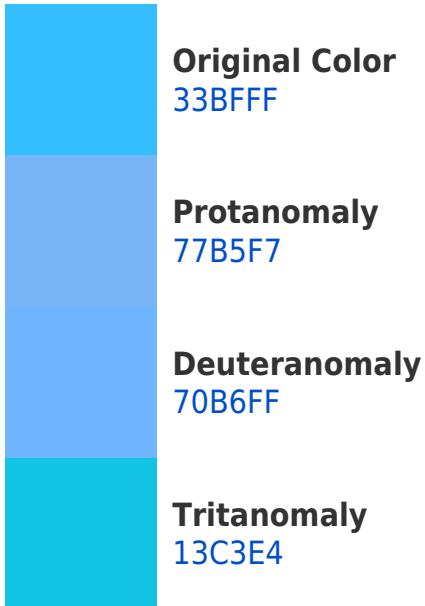 Original Color
33BFFF
Protanomaly
77B5F7
Deuteranomaly
70B6FF
Tritanomaly
13C3E4